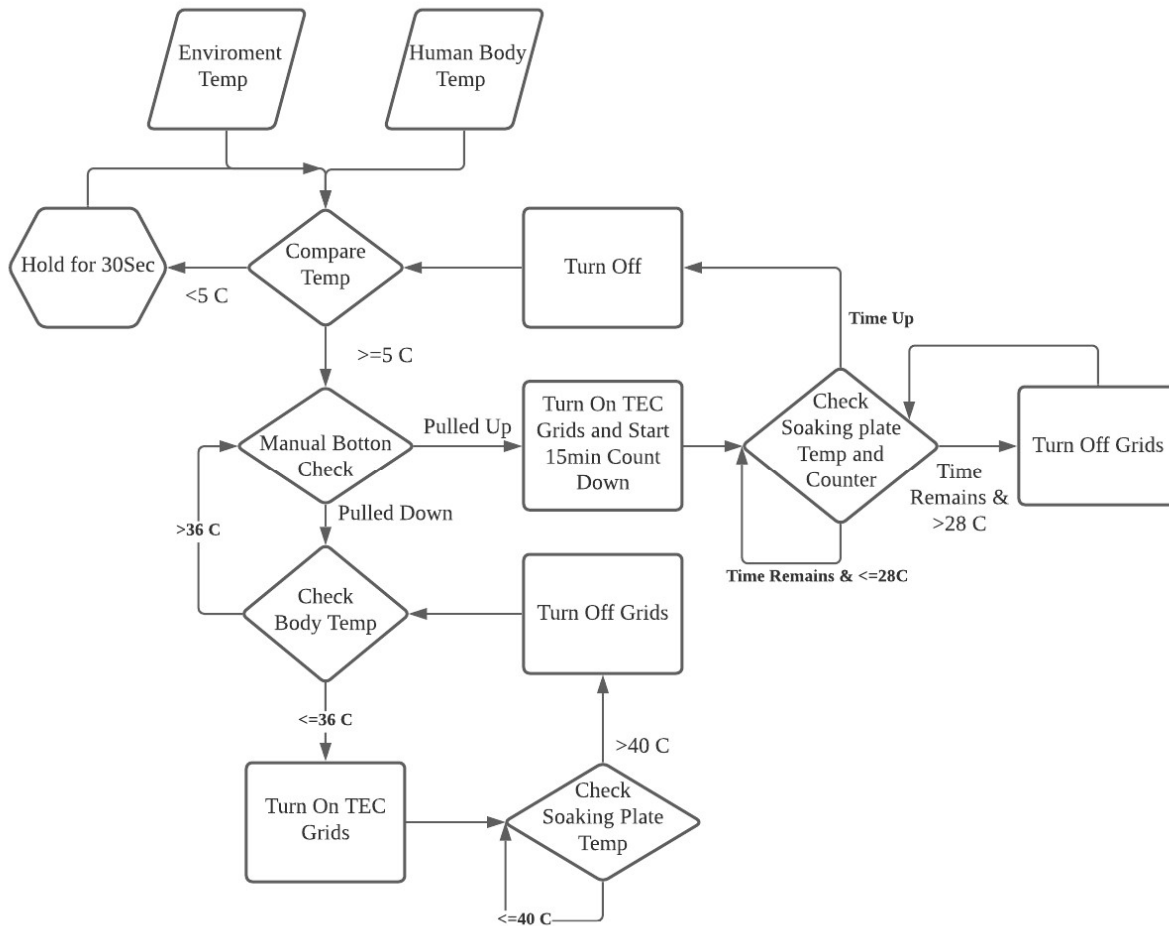 Enviroment
Temp
Human Body
Temp
Hold for 30Sec
Compare
Temp
Turn Off
<5 C
Time Up
>=5 C
Manual Botton
Check
Pulled Up
Turn On TEC
Grids and Start
15min Count
Down
Check
Soaking plate
Temp and
Counter
Turn Off Grids
Time
Remains &
>28 C
Pulled Down
>36 C
Time Remains & <=28C
Check
Body Temp
Turn Off Grids
<=36 C
>40 C
Turn On TEC
Grids
Check
Soaking Plate
Temp
<=40 C